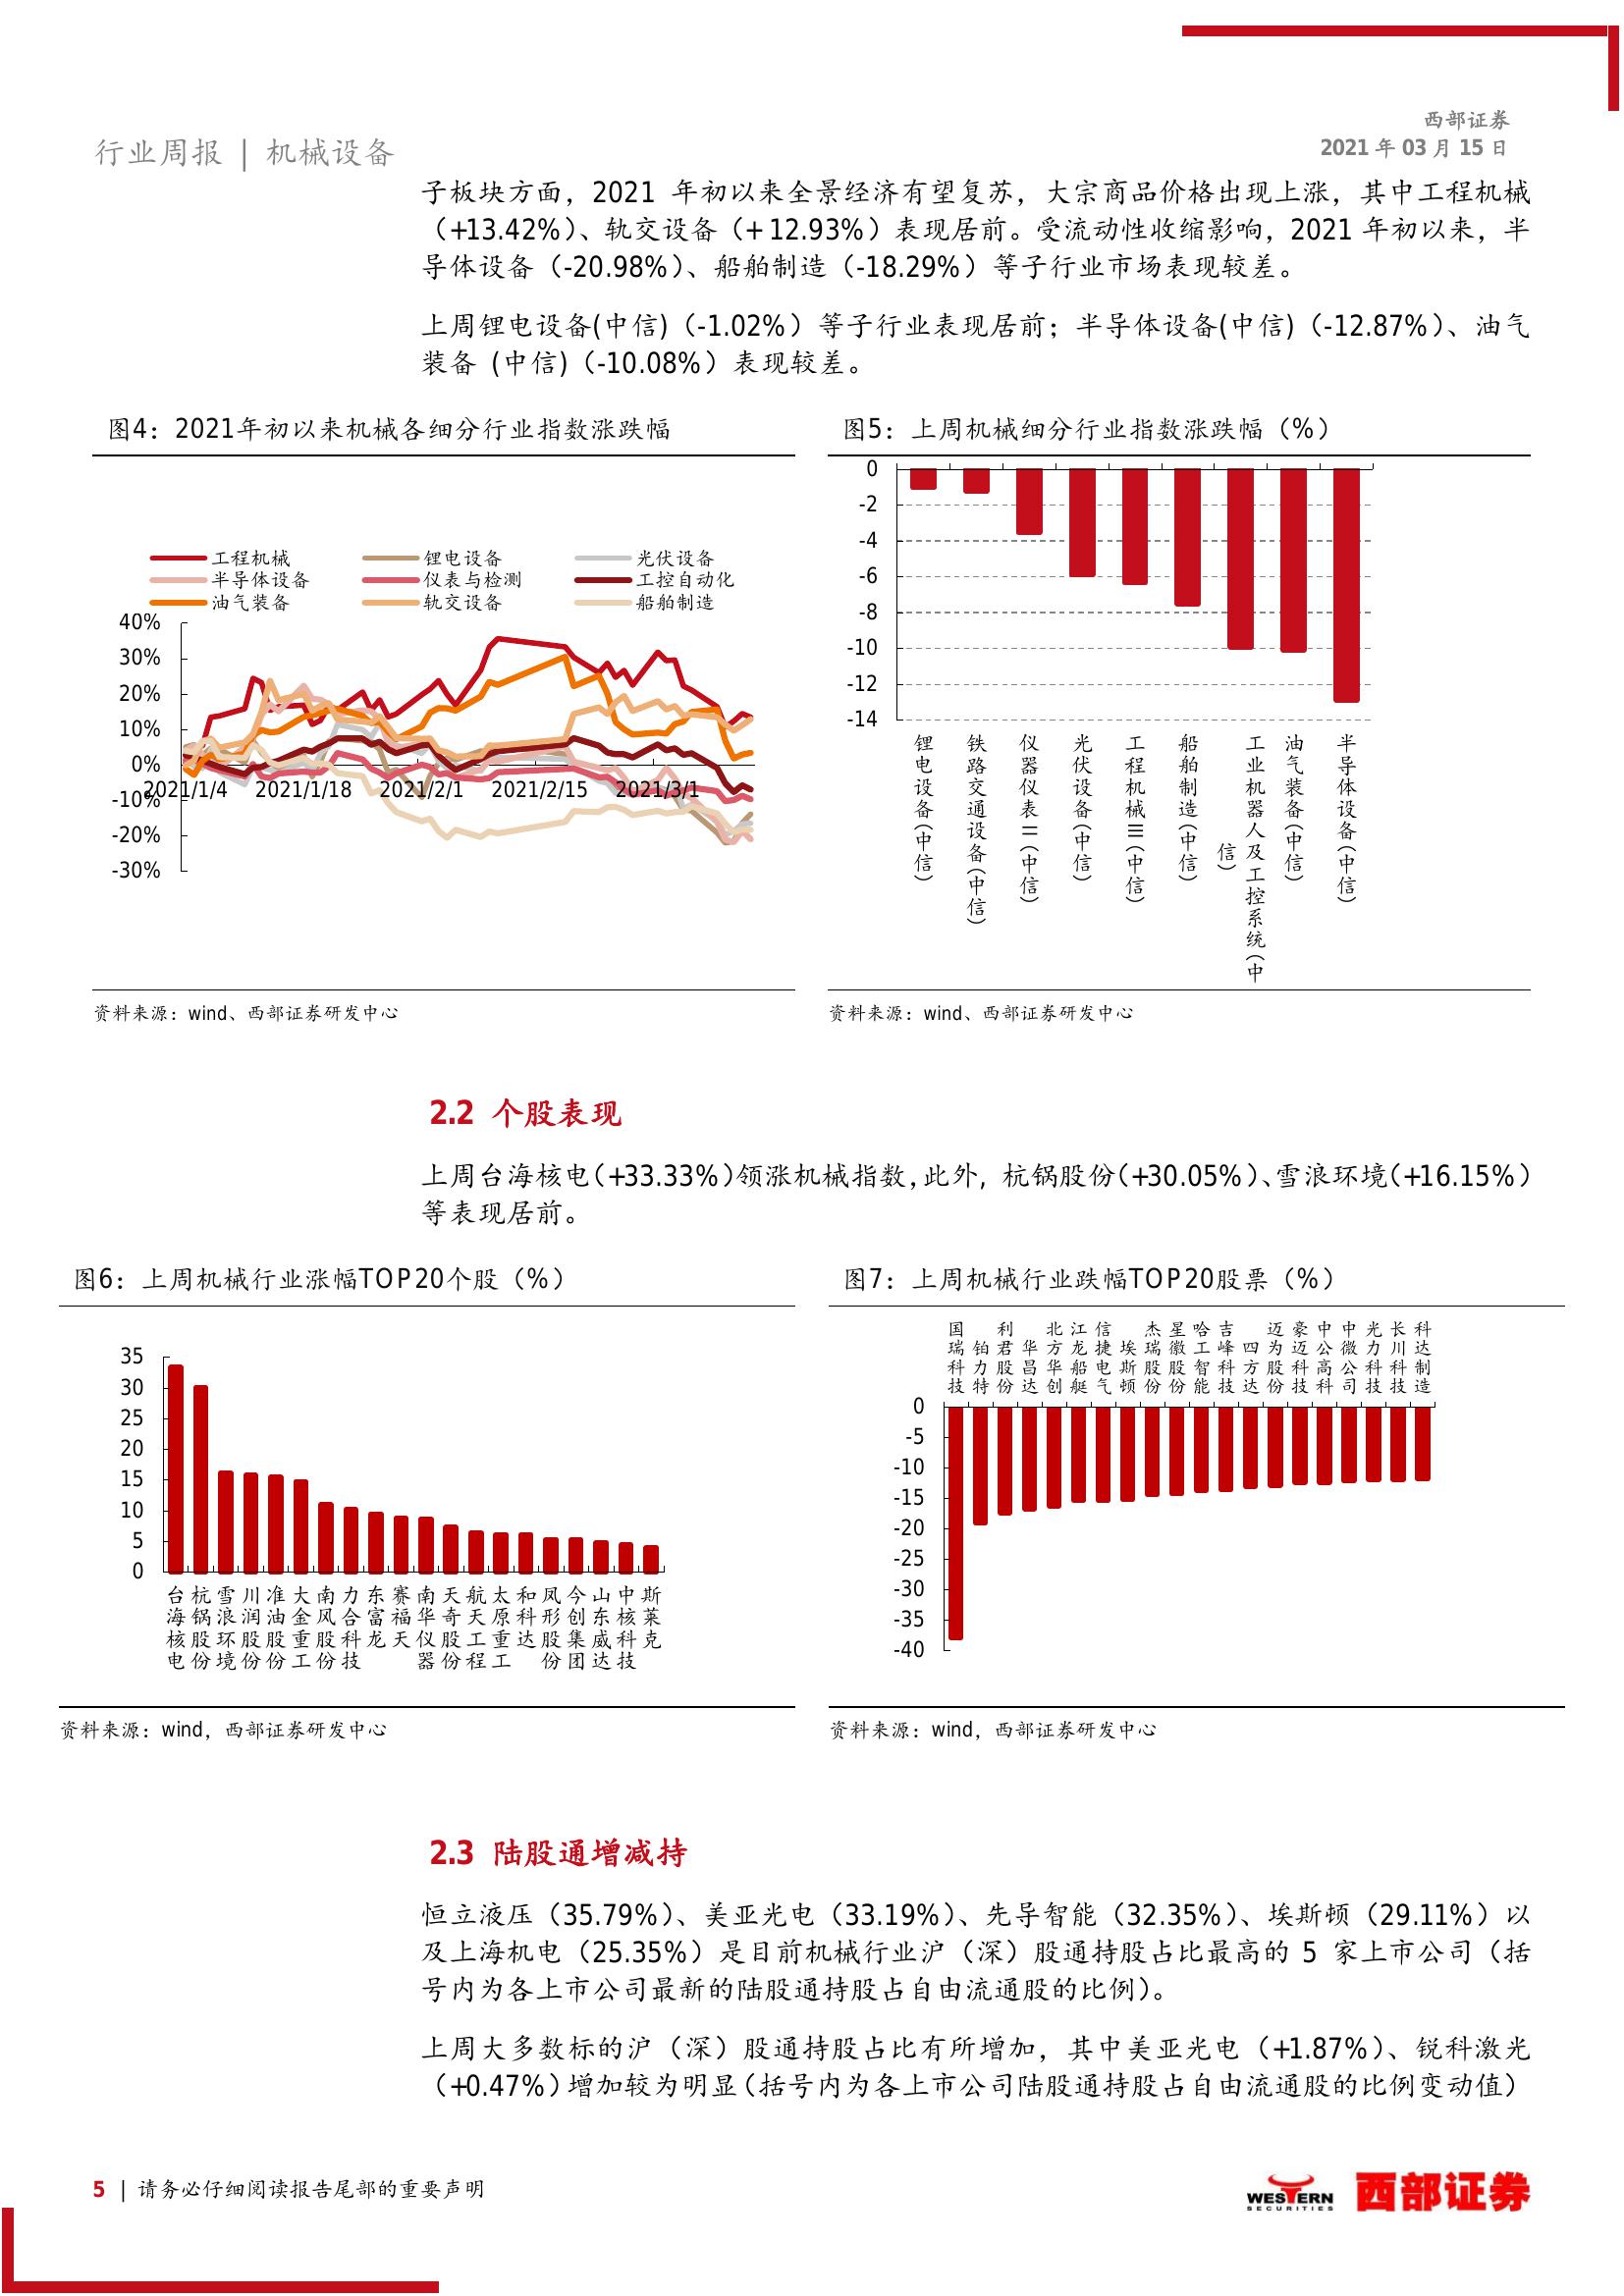 西部证券
2021 年 03 月 15 日
行业周报 | 机械设备
子板块方面，2021 年初以来全景经济有望复苏，大宗商品价格出现上涨，其中工程机械
（+13.42%）、轨交设备（+ 12.93%）表现居前。受流动性收缩影响，2021 年初以来，半
导体设备（-20.98%）、船舶制造（-18.29%）等子行业市场表现较差。
上周锂电设备(中信)（-1.02%）等子行业表现居前；半导体设备(中信)（-12.87%）、油气
装备 (中信)（-10.08%）表现较差。
图4：2021年初以来机械各细分行业指数涨跌幅
工程机械 锂电设备 光伏设备
半导体设备 仪表与检测 工控自动化
油气装备 轨交设备 船舶制造
40%
30%
20%
10%
0%
-10%
-20%
-30%
2021/1/4 2021/1/18 2021/2/1 2021/2/15 2021/3/1
资料来源：wind、西部证券研发中心
图5：上周机械细分行业指数涨跌幅（%）
0
-2
-4
-6
-8
-10
-12
-14
锂电设备(中信)
铁路交通设备(中信)
仪器仪表Ⅱ(中信)
光伏设备(中信)
工程机械Ⅲ(中信)
船舶制造(中信)
工业机器人及工控系统(中
信)
油气装备(中信)
半导体设备(中信)
资料来源：wind、西部证券研发中心
2.2 个股表现
上周台海核电(+33.33%)领涨机械指数,此外，杭锅股份(+30.05%)、雪浪环境(+16.15%)
等表现居前。
图6：上周机械行业涨幅TOP20个股（%）
35
30
25
20
15
10
5
0
台海核电
杭锅股份
雪浪环境
川润股份
准油股份
大金重工
南风股份
力合科技
东富龙
赛福天
南华仪器
天奇股份
航天工程
太原重工
和科达
凤形股份
今创集团
山东威达
中核科技
斯莱克
资料来源：wind，西部证券研发中心
图7：上周机械行业跌幅TOP20股票（%）
国瑞科技
铂力特
利君股份
华昌达
北方华创
江龙船艇
信捷电气
埃斯顿
杰瑞股份
星徽股份
哈工智能
吉峰科技
四方达
迈为股份
豪迈科技
中公高科
中微公司
光力科技
长川科技
科达制造
0
-5
-10
-15
-20
-25
-30
-35
-40
资料来源：wind，西部证券研发中心
2.3 陆股通增减持
恒立液压（35.79%）、美亚光电（33.19%）、先导智能（32.35%）、埃斯顿（29.11%）以
及上海机电（25.35%）是目前机械行业沪（深）股通持股占比最高的 5 家上市公司（括
号内为各上市公司最新的陆股通持股占自由流通股的比例）。
上周大多数标的沪（深）股通持股占比有所增加，其中美亚光电（+1.87%）、锐科激光
（+0.47%）增加较为明显（括号内为各上市公司陆股通持股占自由流通股的比例变动值）
5 | 请务必仔细阅读报告尾部的重要声明
WESTERN
SECURITIES
西部证券